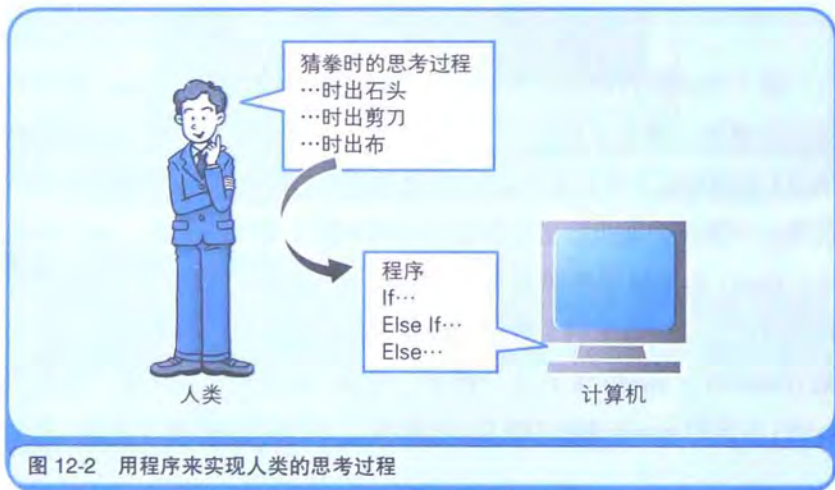 猜拳时的思考过程
…时出石头
…时出剪刀
…时出布
程序
If…
Else If…
Else…
人类
计算机
图 12-2 用程序来实现人类的思考过程